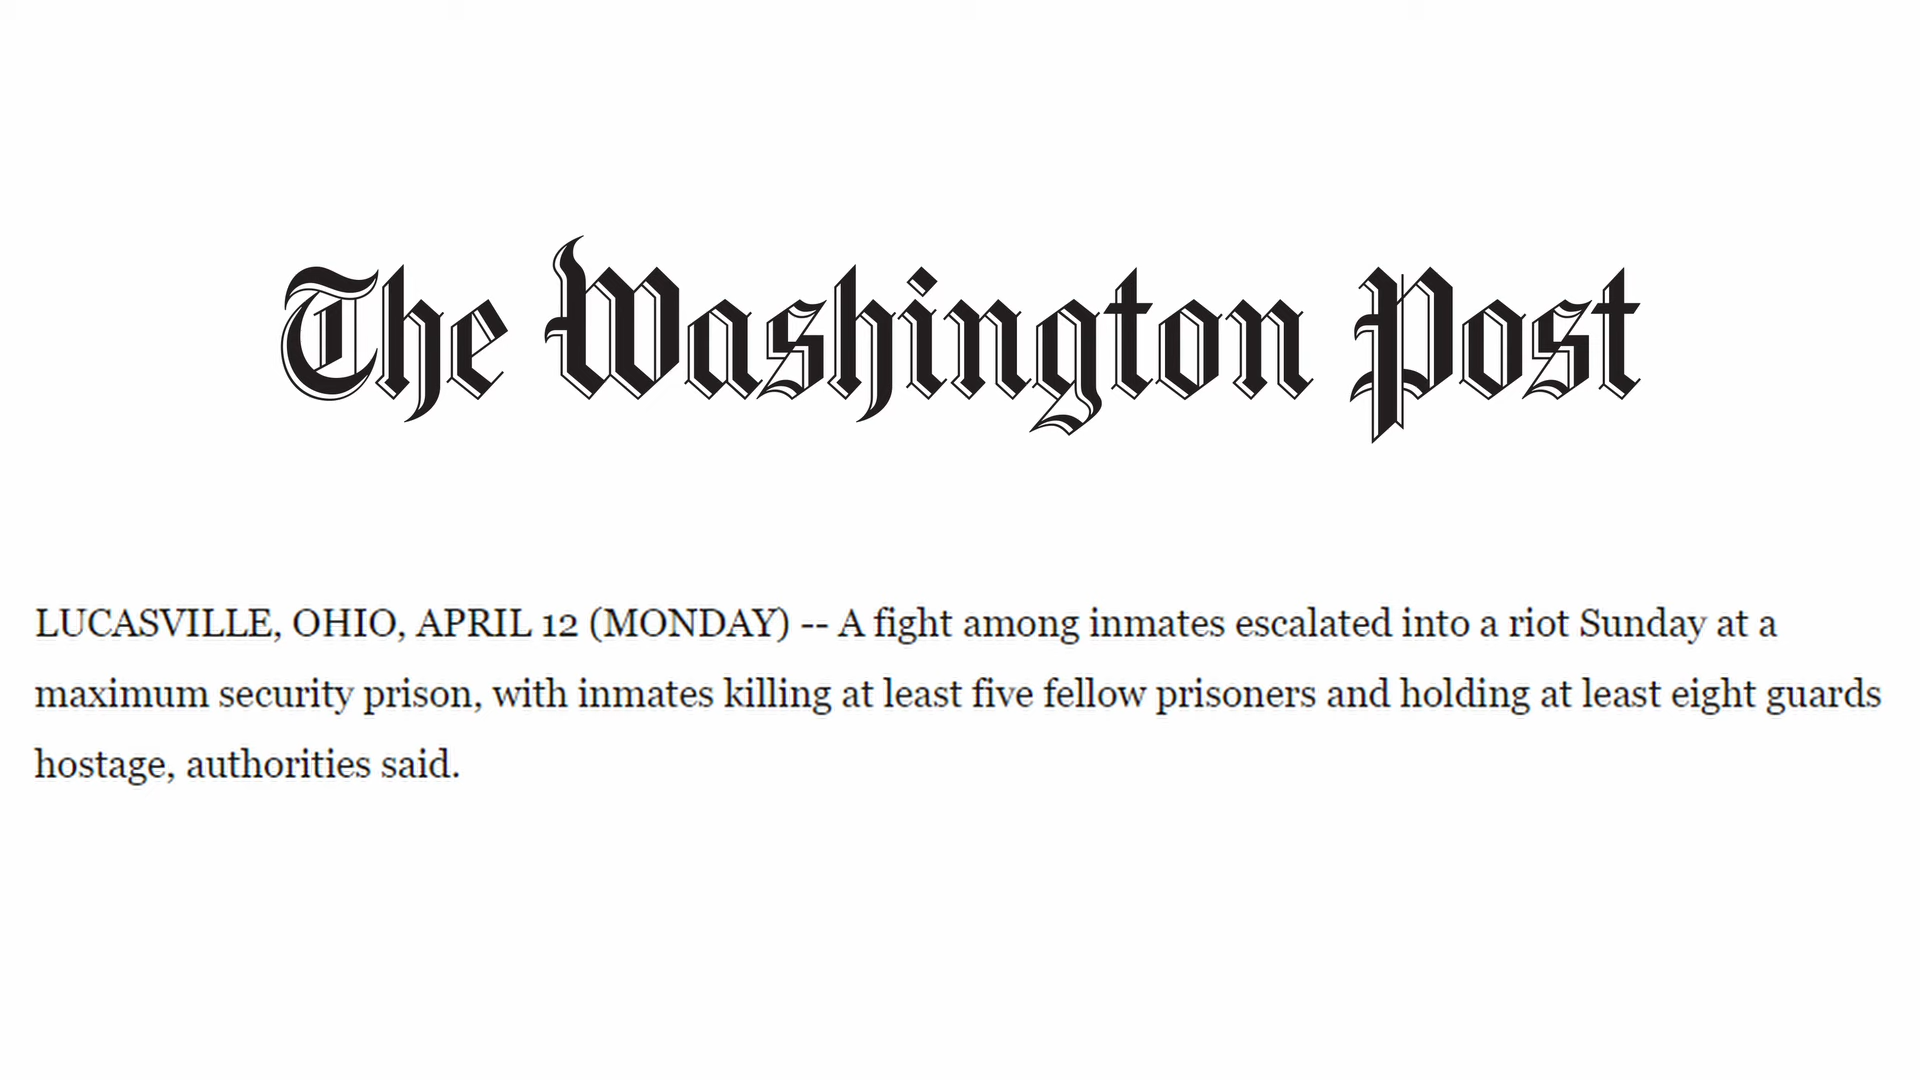 The Washington Post
LUCASVILLE, OHIO, APRIL 12 (MONDAY) -- A fight among inmates escalated into a riot Sunday at a
maximum security prison, with inmates killing at least five fellow prisoners and holding at least eight guards
hostage, authorities said.